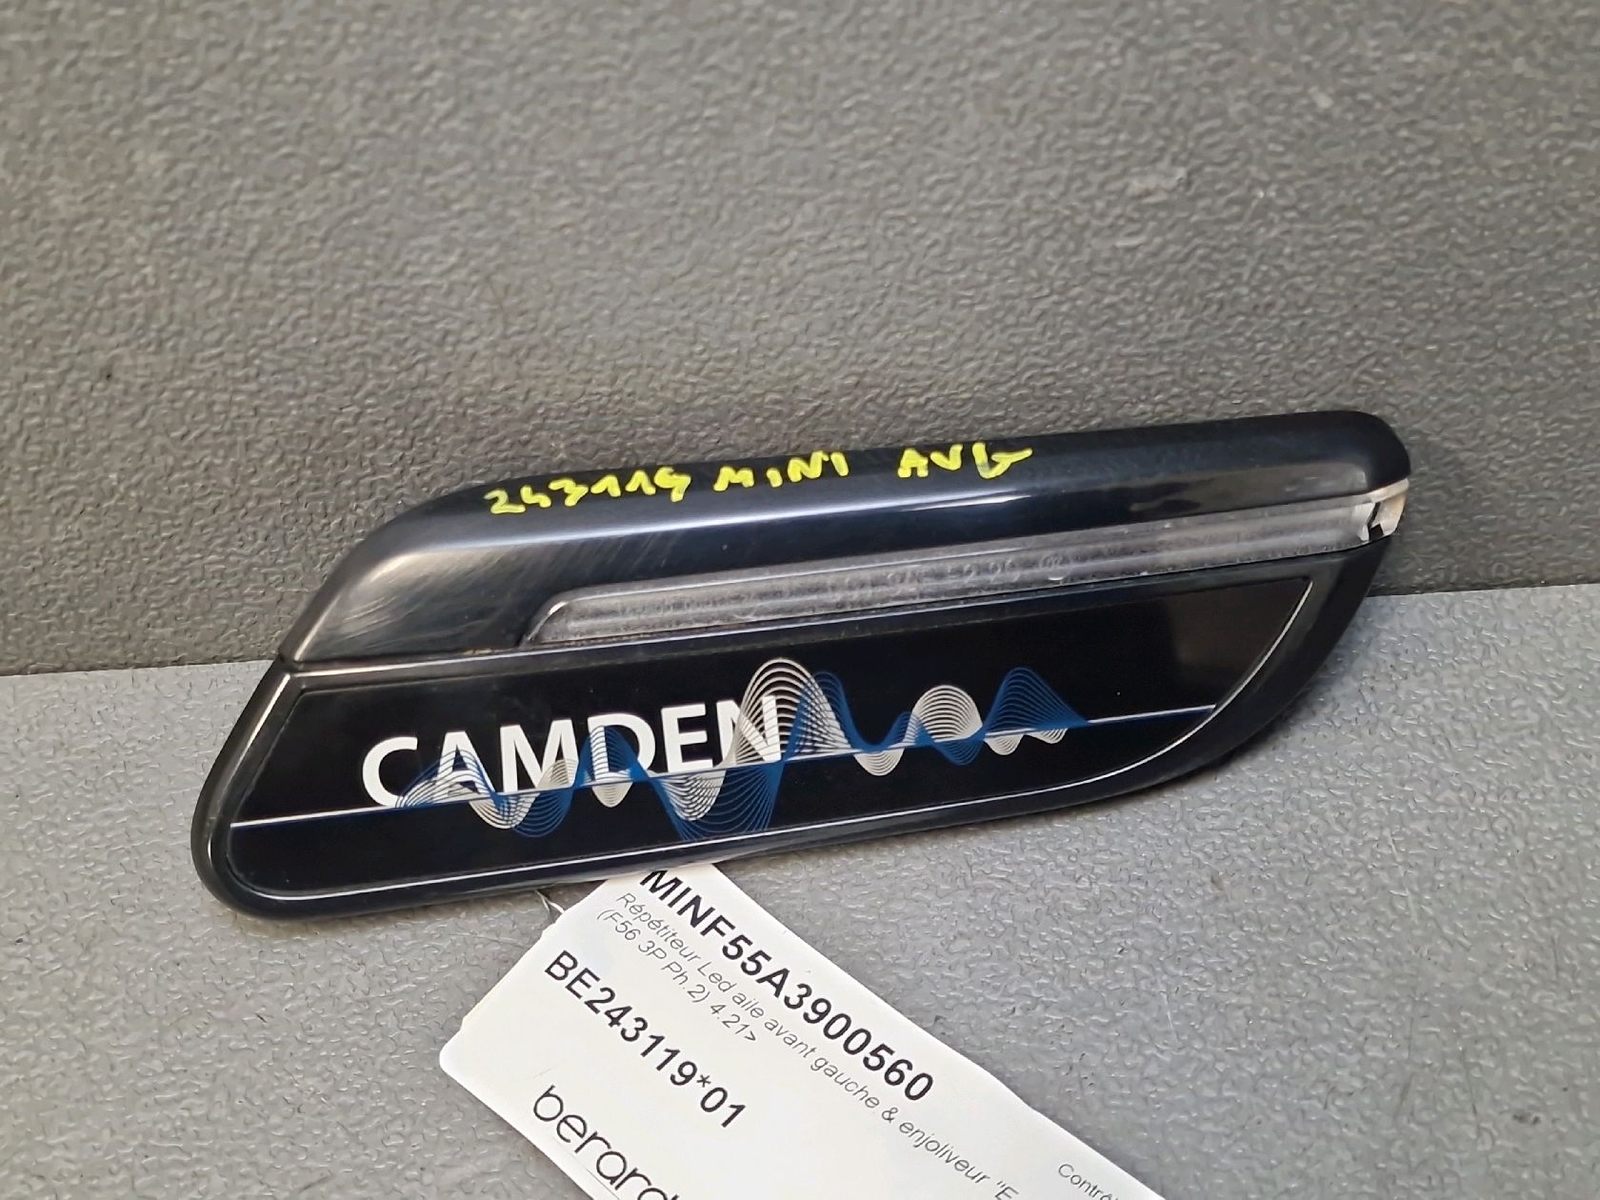 243119 MINI AVG
CAMDEN
MINF55A3900560
Répétiteur Led aile avant gauche & enjoliveur "E
(F56 3P Ph.2) 4.21>
BE243119*01
berard
Contrô